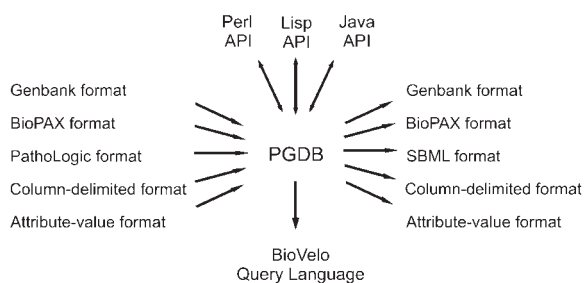 Perl API
Lisp API
Java API
Genbank format
BioPAX format
PathoLogic format
Column-delimited format
Attribute-value format
PGDB
Genbank format
BioPAX format
SBML format
Column-delimited format
Attribute-value format
BioVelo
Query Language